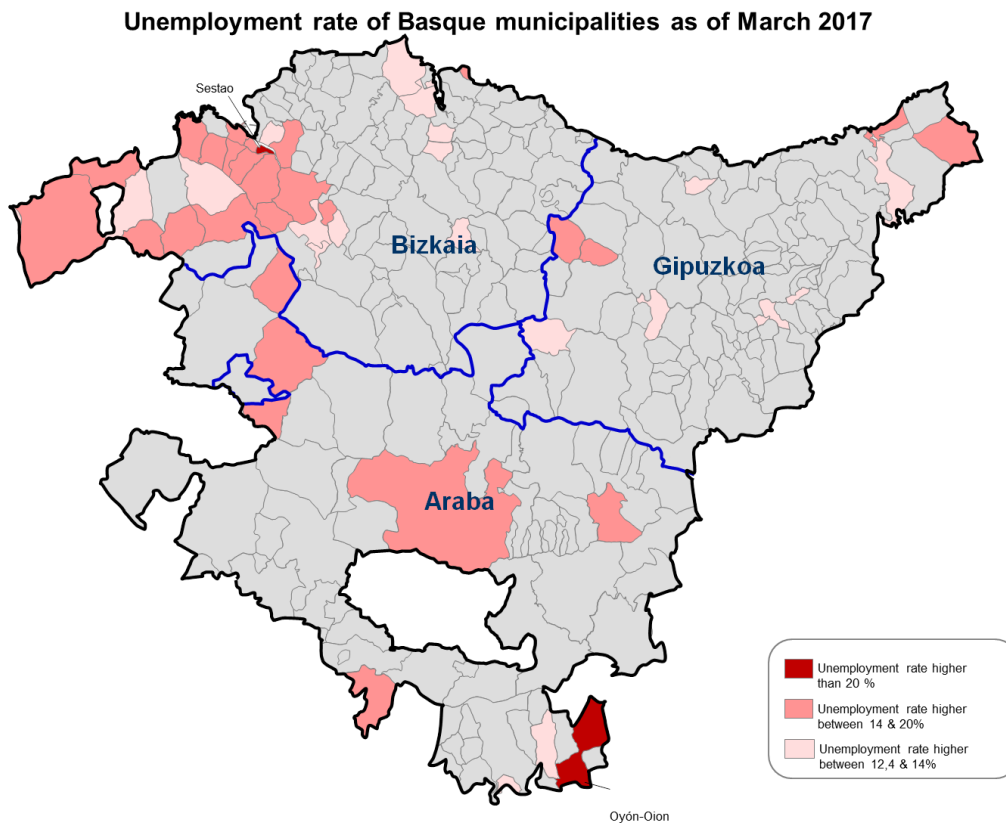 Unemployment rate of Basque municipalities as of March 2017
Sestao
Bizkaia
Gipuzkoa
Araba
Unemployment rate higher
than 20 %
Unemployment rate higher
between 14 & 20%
Unemployment rate higher
between 12,4 & 14%
Oyón-Oion